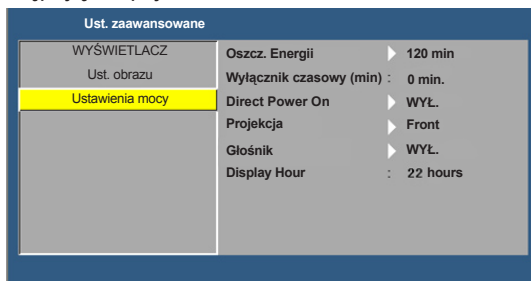 Ust. zaawansowane
WYŚWIETLACZ
Ust. obrazu
Ustawienia mocy
Oszcz. Energii 120 min
Wyłącznik czasowy (min) : 0 min.
Direct Power On WYŁ.
Projekcja Front
Głośnik WYŁ.
Display Hour : 22 hours